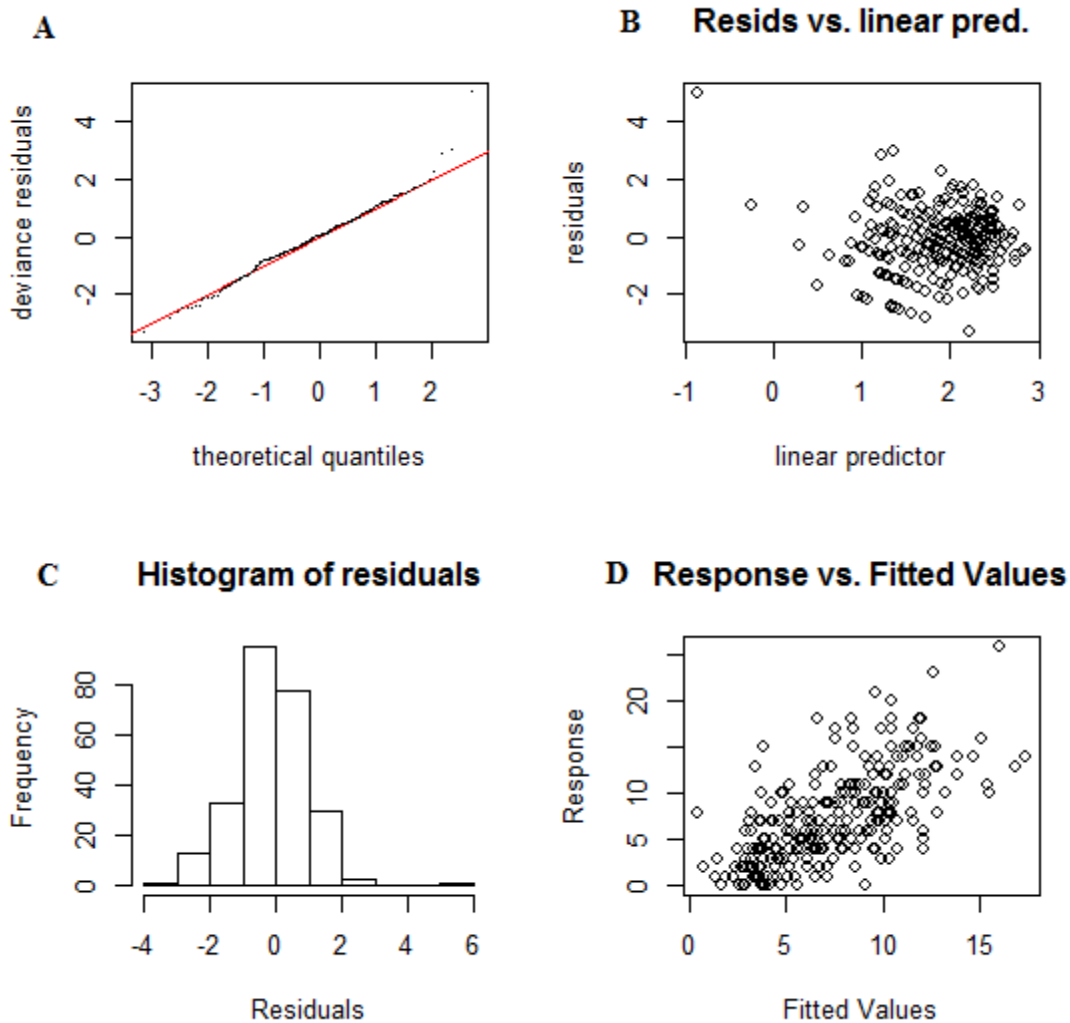 A
deviance residuals
4
2
0
-2
-3 -2 -1 0 1 2
theoretical quantiles
B Resids vs. linear pred.
residuals
4
2
0
-2
-1 0 1 2 3
linear predictor
C Histogram of residuals
Frequency
80
60
40
20
0
-4 -2 0 2 4 6
Residuals
D Response vs. Fitted Values
Response
20
10
5
0
0 5 10 15
Fitted Values